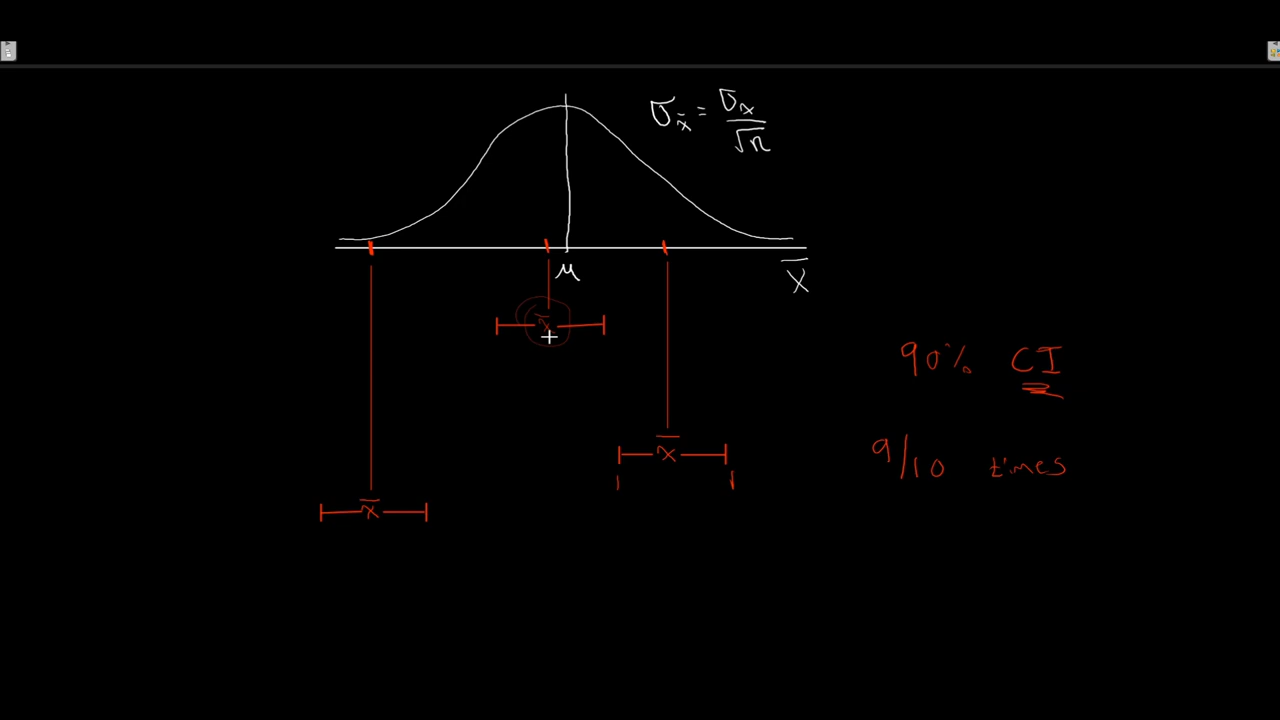 σx̄ = σx/√n
μ
X̄
x̄
90% CI
x̄
9/10 times
x̄